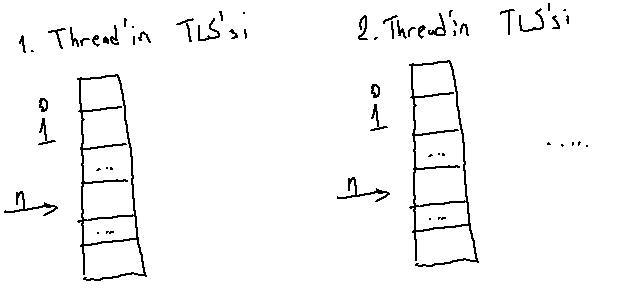 1. Thread'in TLS'si
0
1
...
n
...
2. Thread'in TLS'si
0
1
...
n
...
.....